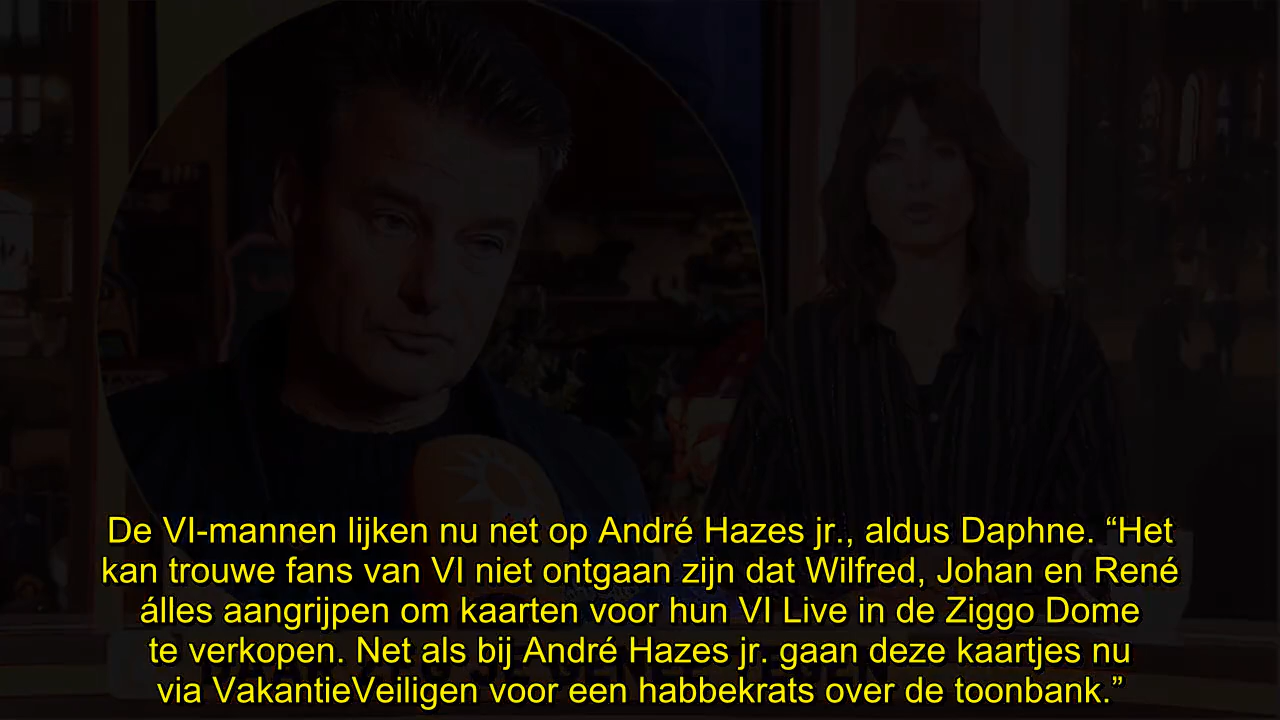 De VI-mannen lijken nu net op André Hazes jr., aldus Daphne. “Het
kan trouwe fans van VI niet ontgaan zijn dat Wilfred, Johan en René
álles aangrijpen om kaarten voor hun VI Live in de Ziggo Dome
te verkopen. Net als bij André Hazes jr. gaan deze kaartjes nu
via VakantieVeiligen voor een habbekrats over de toonbank.”